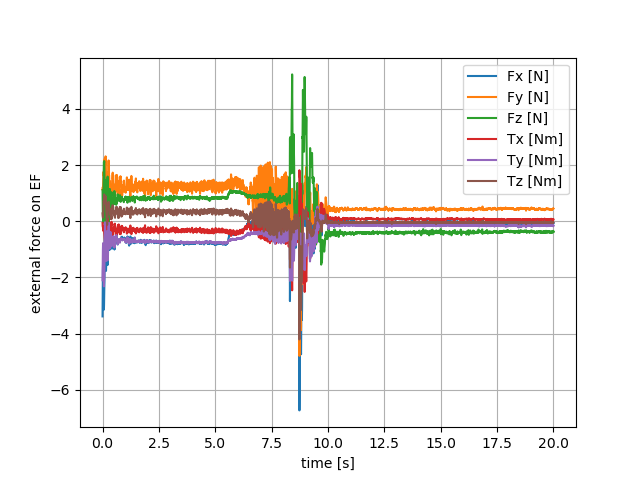 Fx [N]
Fy [N]
Fz [N]
Tx [Nm]
Ty [Nm]
Tz [Nm]
external force on EF
4
2
0
−2
−4
−6
0.0 2.5 5.0 7.5 10.0 12.5 15.0 17.5 20.0
time [s]